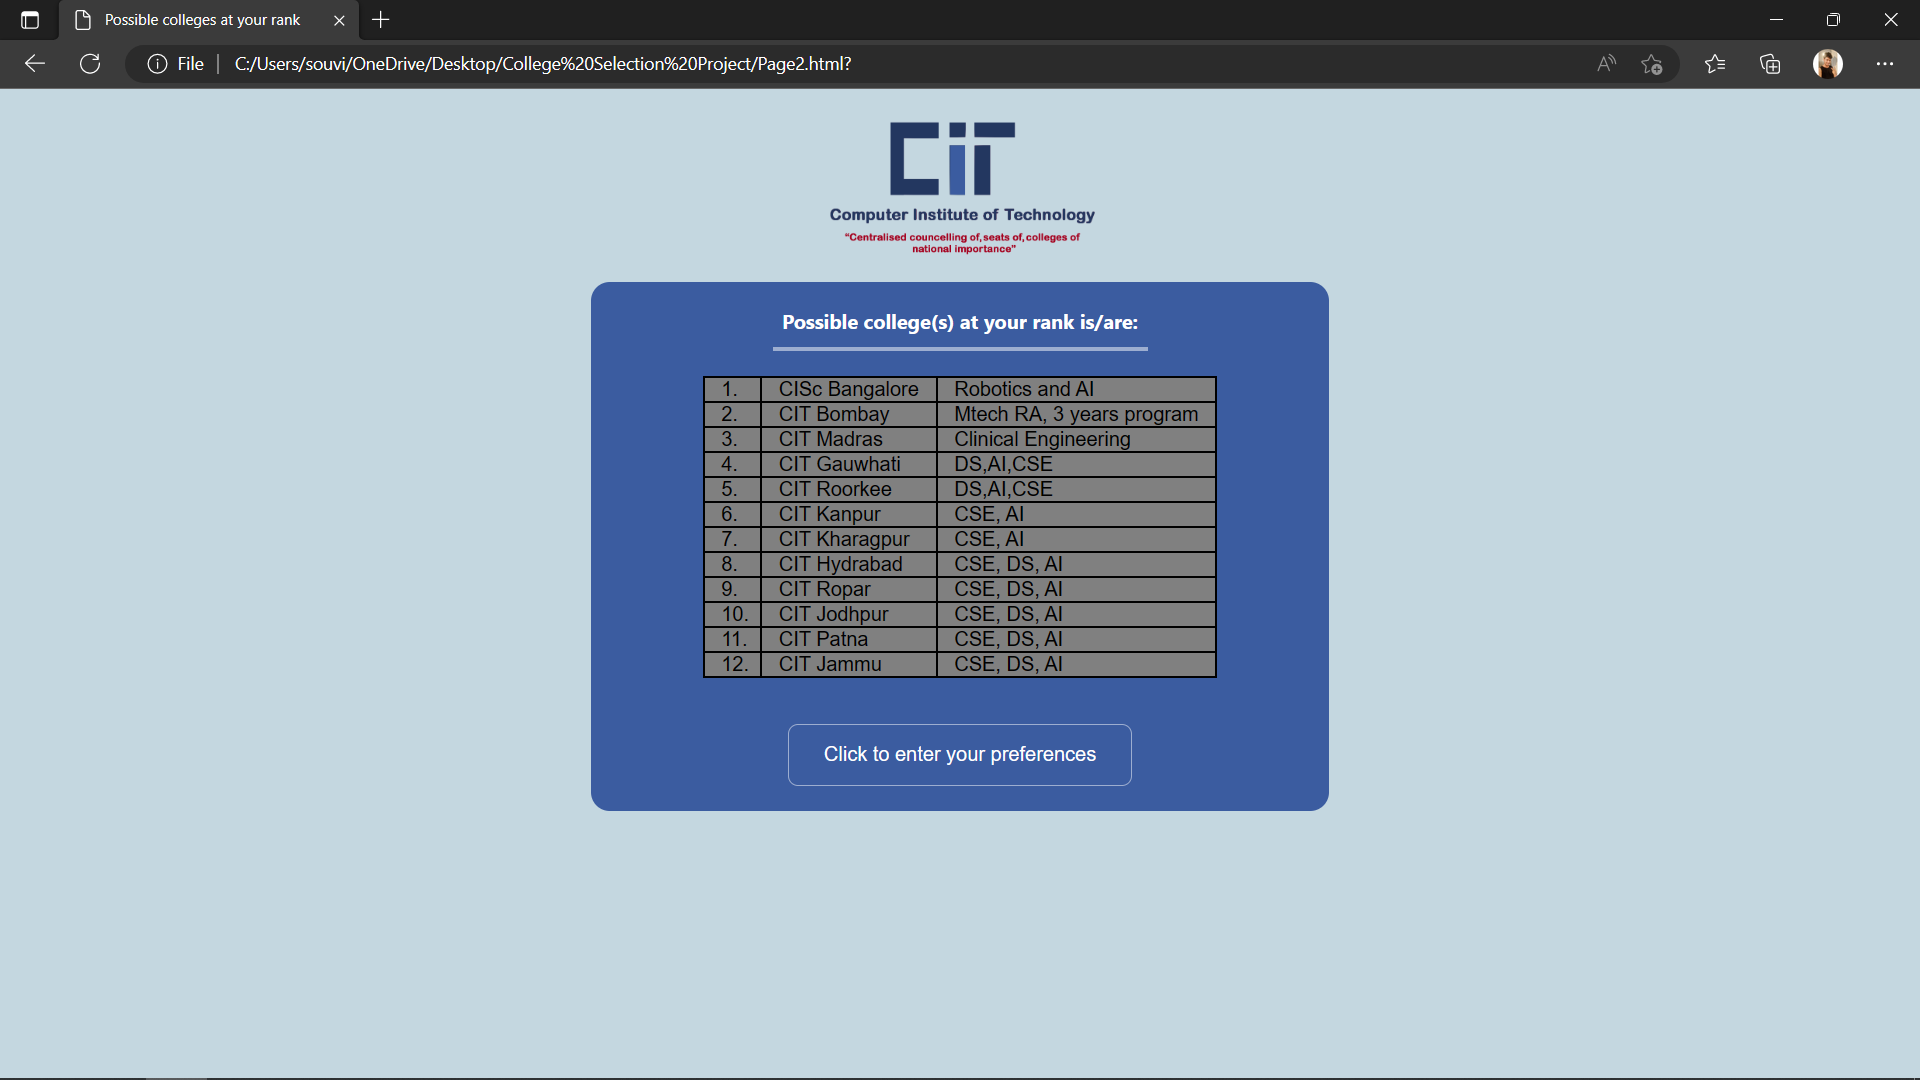 Possible colleges at your rank
File
C:/Users/souvi/OneDrive/Desktop/College%20Selection%20Project/Page2.html?
CiT
Computer Institute of Technology
"Centralised councelling of, seats of, colleges of
national importance"
Possible college(s) at your rank is/are:
1. CISc Bangalore Robotics and AI
2. CIT Bombay Mtech RA, 3 years program
3. CIT Madras Clinical Engineering
4. CIT Gauwhati DS,AI,CSE
5. CIT Roorkee DS,AI,CSE
6. CIT Kanpur CSE, AI
7. CIT Kharagpur CSE, AI
8. CIT Hydrabad CSE, DS, AI
9. CIT Ropar CSE, DS, AI
10. CIT Jodhpur CSE, DS, AI
11. CIT Patna CSE, DS, AI
12. CIT Jammu CSE, DS, AI
Click to enter your preferences